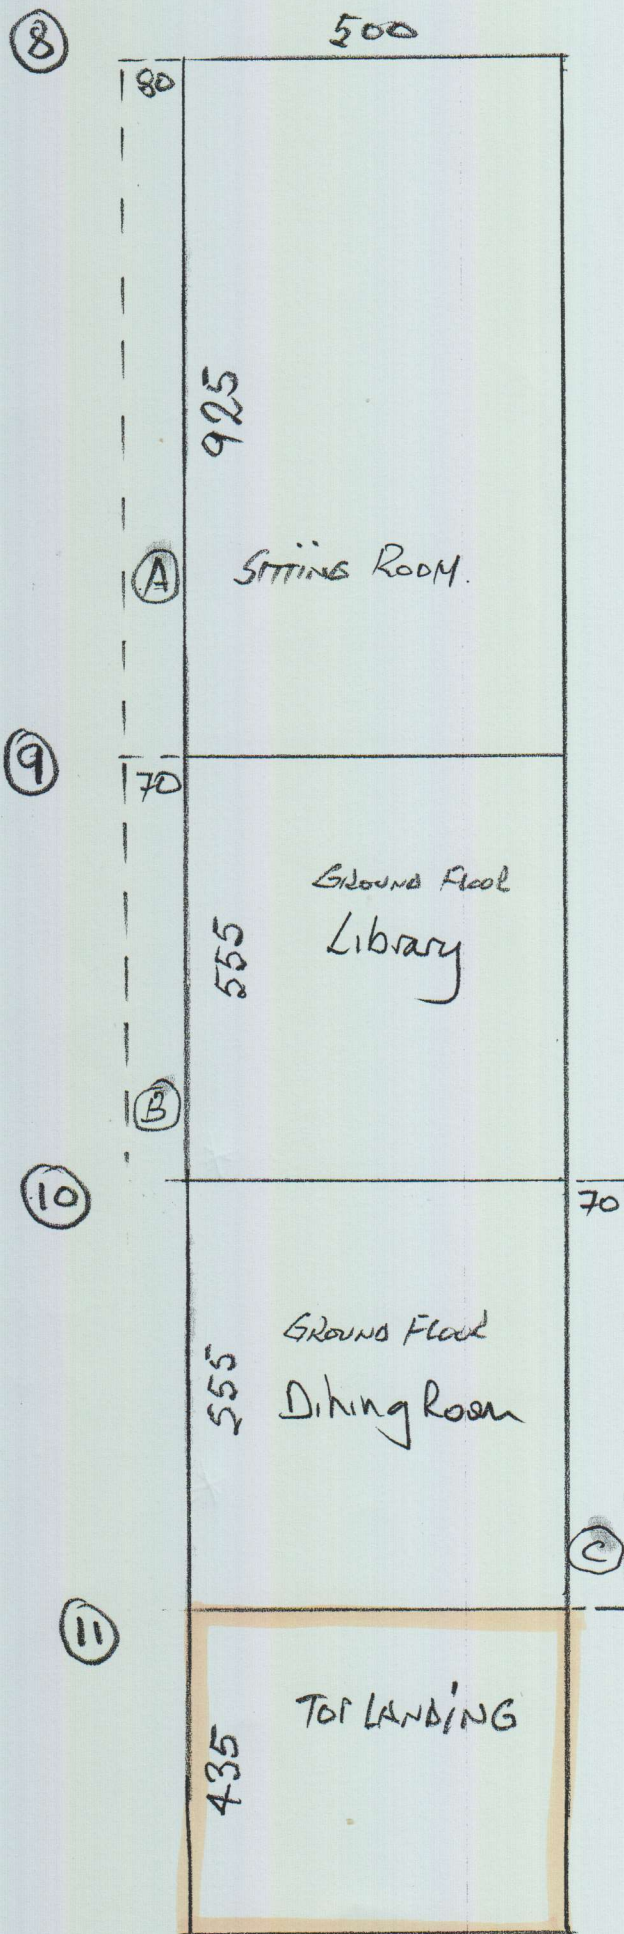 8
500
80
925
A
SITTING ROOM.
9
70
GROUND FLOOR
Library
555
B
10
70
GROUND FLOOR
Dining Room
555
C
11
TOP LANDING
435